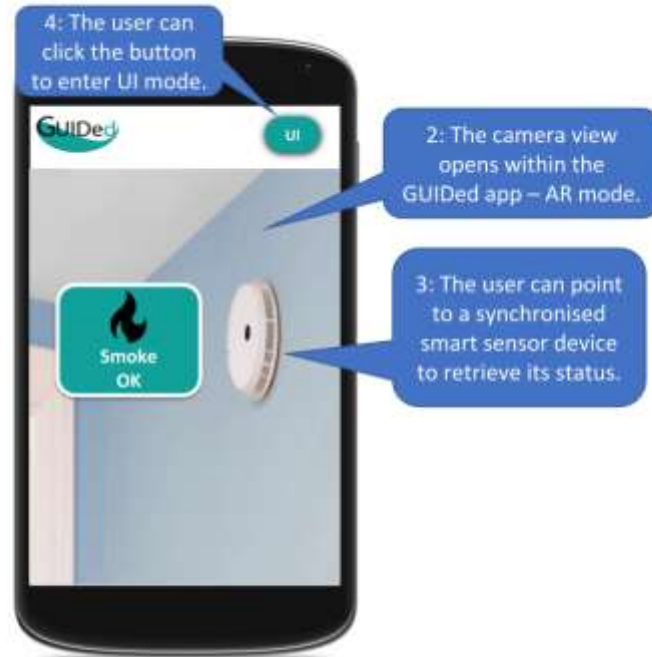 4: The user can
click the button
to enter UI mode.
GUIDed
UI
2: The camera view
opens within the
GUIDed app – AR mode.
3: The user can point
to a synchronised
smart sensor device
to retrieve its status.
Smoke
OK